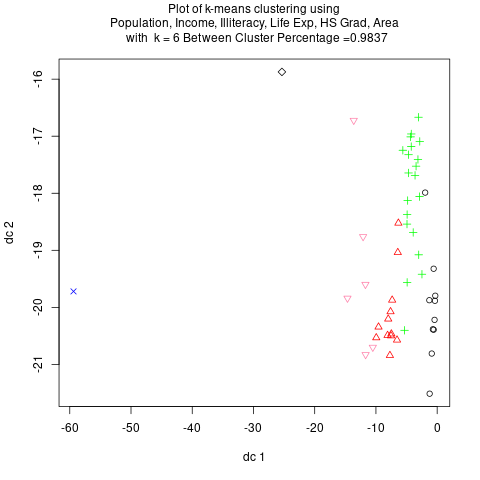 Plot of k-means clustering using
Population, Income, Illiteracy, Life Exp, HS Grad, Area
with k = 6 Between Cluster Percentage =0.9837
dc 2
-16
-17
-18
-19
-20
-21
-60 -50 -40 -30 -20 -10 0
dc 1